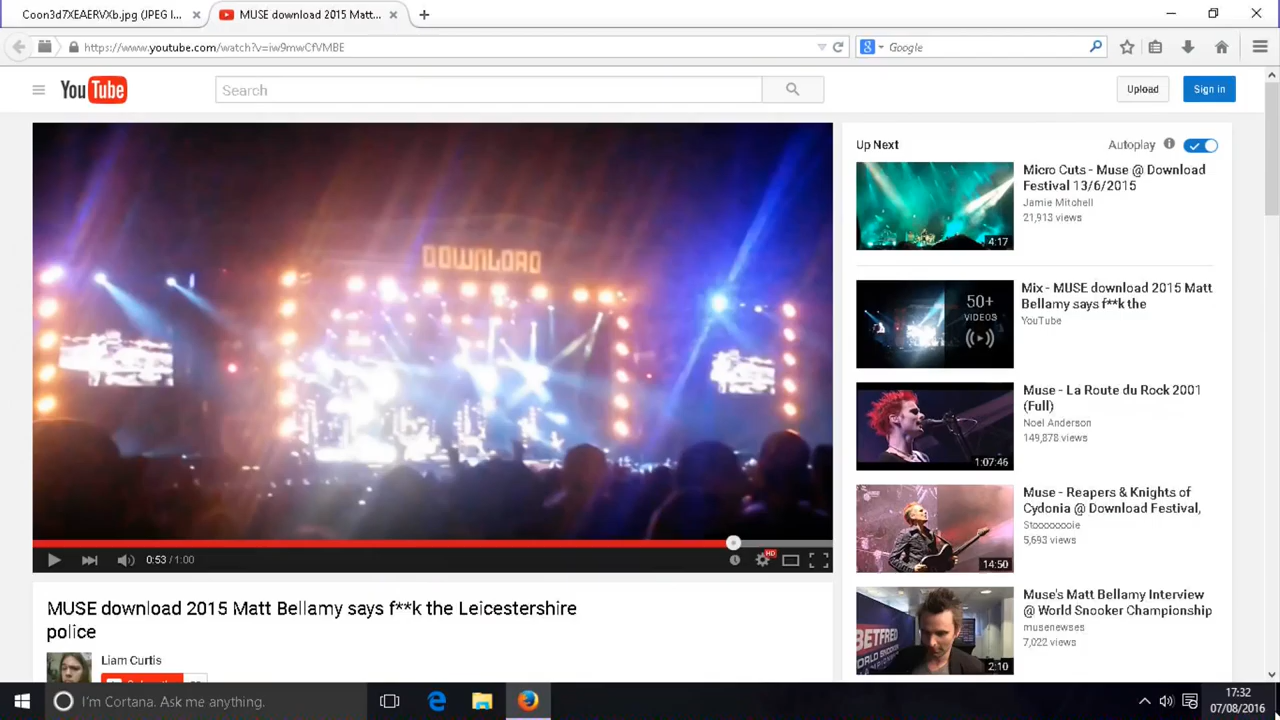 Coon3d7XEAERVXb.jpg (JPEG I...
MUSE download 2015 Matt...
https://www.youtube.com/watch?v=iw9mwCfVMBE
Google
YouTube
Search
Upload
Sign in
DOWNLOAD
0:53 / 1:00
HD
MUSE download 2015 Matt Bellamy says f**k the Leicestershire
police
Liam Curtis
Up Next
Autoplay
Micro Cuts - Muse @ Download
Festival 13/6/2015
Jamie Mitchell
21,913 views
4:17
Mix - MUSE download 2015 Matt
Bellamy says f**k the
YouTube
50+
VIDEOS
Muse - La Route du Rock 2001
(Full)
Noel Anderson
149,878 views
1:07:46
Muse - Reapers & Knights of
Cydonia @ Download Festival,
Stoooooooie
5,693 views
14:50
Muse's Matt Bellamy Interview
@ World Snooker Championship
musenewses
7,022 views
BETFRED
2:10
I'm Cortana. Ask me anything.
17:32
07/08/2016